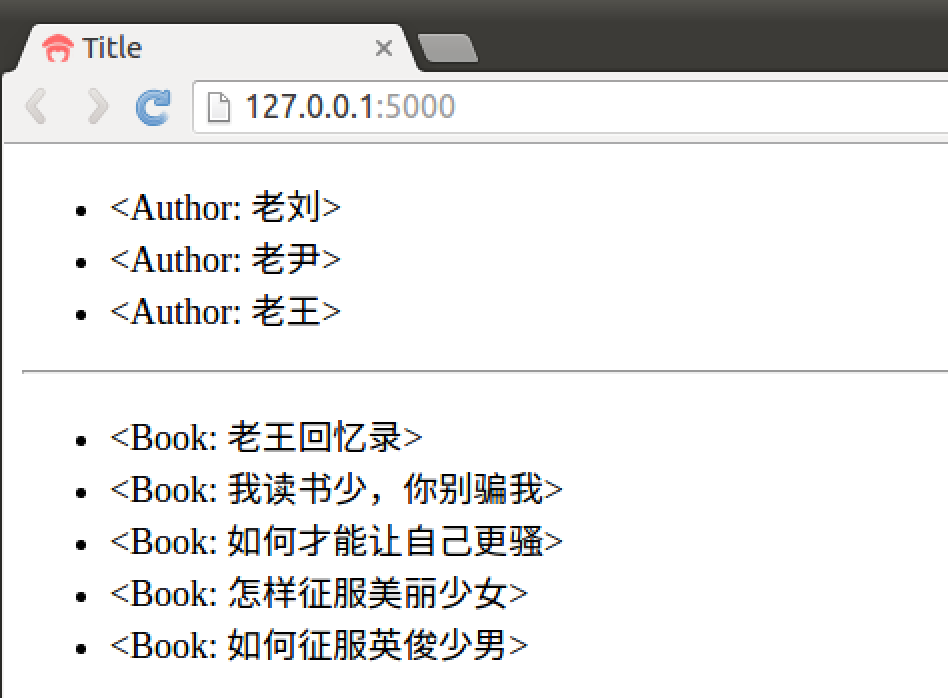 Title
127.0.0.1:5000
<Author: 老刘>
<Author: 老尹>
<Author: 老王>
<Book: 老王回忆录>
<Book: 我读书少，你别骗我>
<Book: 如何才能让自己更骚>
<Book: 怎样征服美丽少女>
<Book: 如何征服英俊少男>